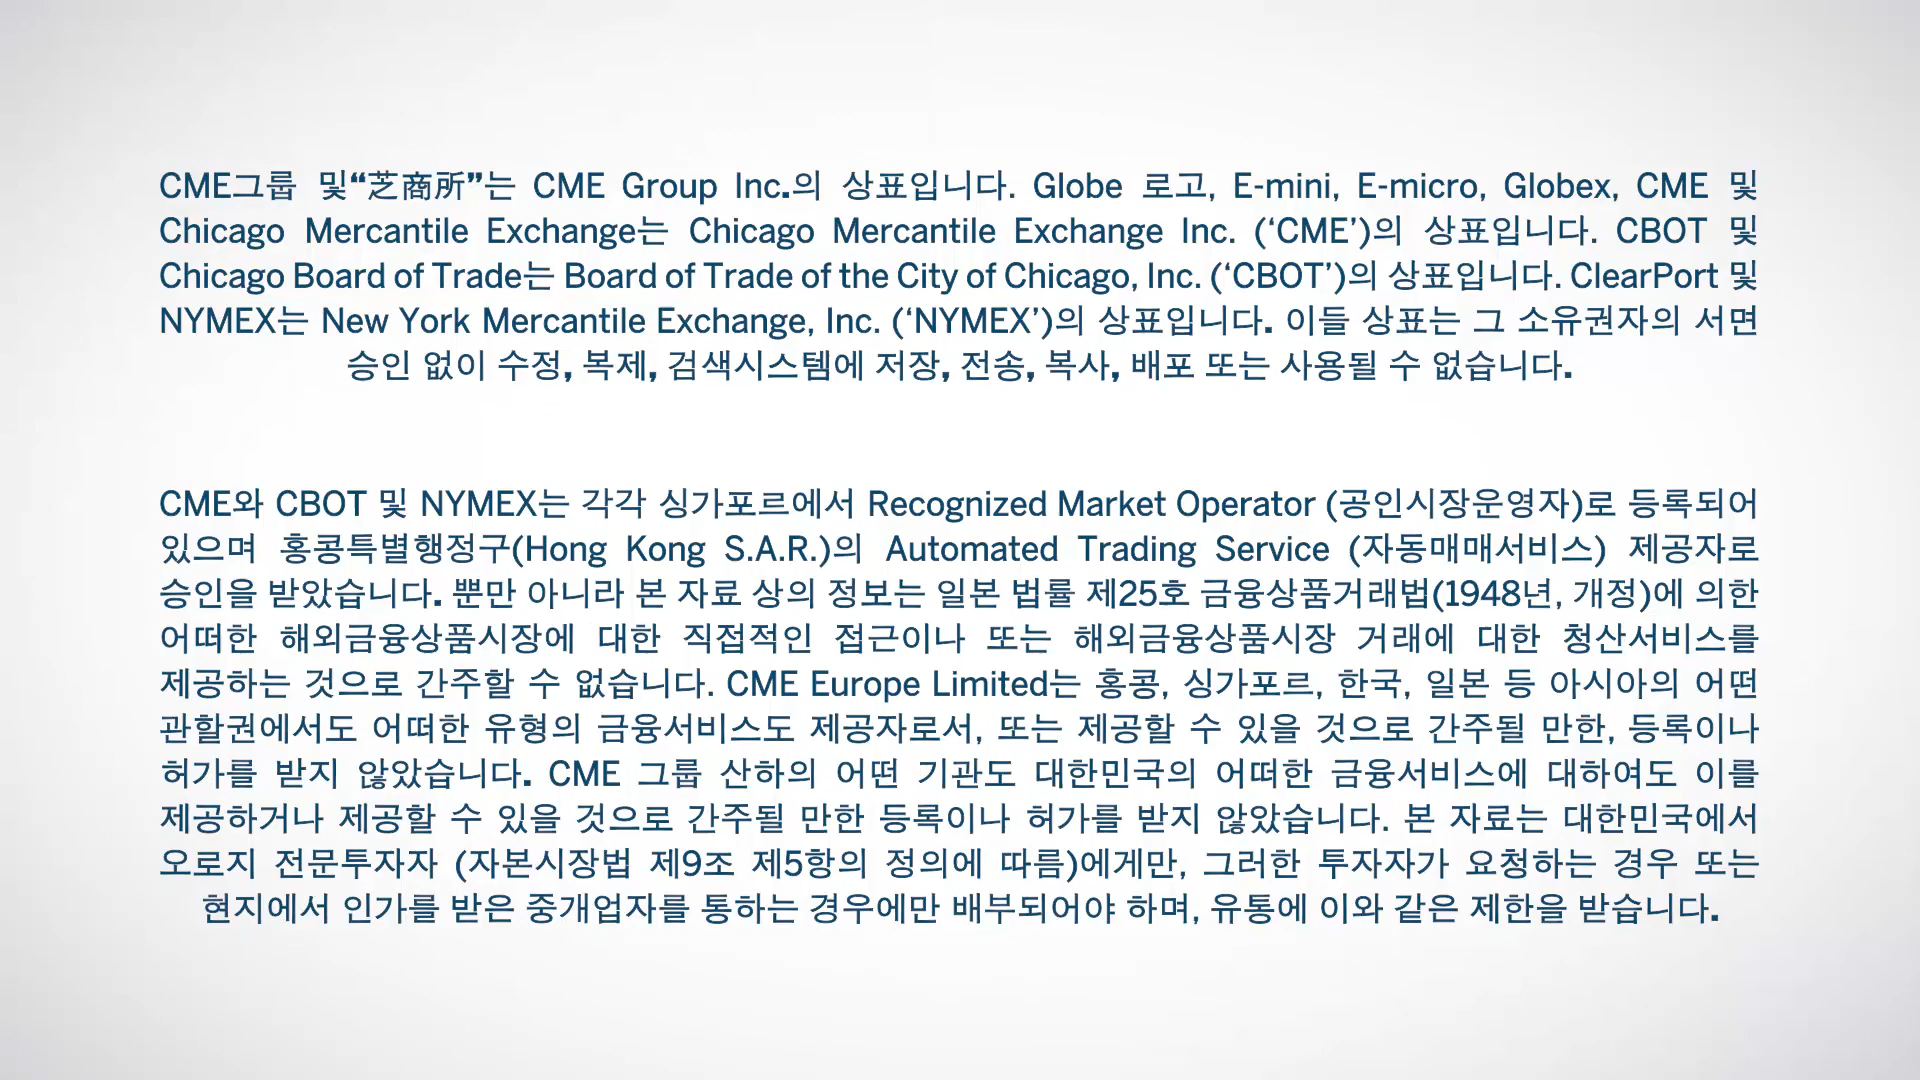 CME그룹 및“芝商所”는 CME Group Inc.의 상표입니다. Globe 로고, E-mini, E-micro, Globex, CME 및
Chicago Mercantile Exchange는 Chicago Mercantile Exchange Inc. (‘CME’)의 상표입니다. CBOT 및
Chicago Board of Trade는 Board of Trade of the City of Chicago, Inc. (‘CBOT’)의 상표입니다. ClearPort 및
NYMEX는 New York Mercantile Exchange, Inc. (‘NYMEX’)의 상표입니다. 이들 상표는 그 소유권자의 서면
승인 없이 수정, 복제, 검색시스템에 저장, 전송, 복사, 배포 또는 사용될 수 없습니다.
CME와 CBOT 및 NYMEX는 각각 싱가포르에서 Recognized Market Operator (공인시장운영자)로 등록되어
있으며 홍콩특별행정구(Hong Kong S.A.R.)의 Automated Trading Service (자동매매서비스) 제공자로
승인을 받았습니다. 뿐만 아니라 본 자료 상의 정보는 일본 법률 제25호 금융상품거래법(1948년, 개정)에 의한
어떠한 해외금융상품시장에 대한 직접적인 접근이나 또는 해외금융상품시장 거래에 대한 청산서비스를
제공하는 것으로 간주할 수 없습니다. CME Europe Limited는 홍콩, 싱가포르, 한국, 일본 등 아시아의 어떤
관할권에서도 어떠한 유형의 금융서비스도 제공자로서, 또는 제공할 수 있을 것으로 간주될 만한, 등록이나
허가를 받지 않았습니다. CME 그룹 산하의 어떤 기관도 대한민국의 어떠한 금융서비스에 대하여도 이를
제공하거나 제공할 수 있을 것으로 간주될 만한 등록이나 허가를 받지 않았습니다. 본 자료는 대한민국에서
오로지 전문투자자 (자본시장법 제9조 제5항의 정의에 따름)에게만, 그러한 투자자가 요청하는 경우 또는
현지에서 인가를 받은 중개업자를 통하는 경우에만 배부되어야 하며, 유통에 이와 같은 제한을 받습니다.